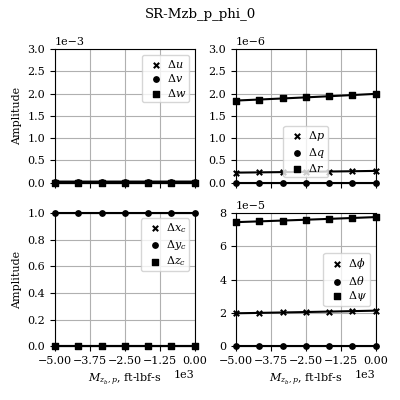 SR-Mzb_p_phi_0
1e−3
1e−6
3.0
2.5
2.0
1.5
1.0
0.5
0.0
Amplitude
Δu
Δv
Δw
3.0
2.5
2.0
1.5
1.0
0.5
0.0
Δp
Δq
Δr
1e−5
1.0
0.8
0.6
0.4
0.2
0.0
Amplitude
Δx_c
Δy_c
Δz_c
8
6
4
2
0
Δϕ
Δθ
Δψ
−5.00 −3.75 −2.50 −1.25 0.00
1e3
M_{z_b,p}, ft-lbf-s
−5.00 −3.75 −2.50 −1.25 0.00
1e3
M_{z_b,p}, ft-lbf-s